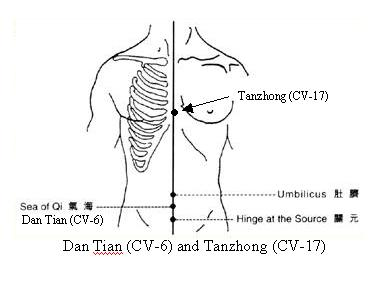 Tanzhong (CV-17)
Umbilicus 肚臍
Sea of Qi 氣海
Dan Tian (CV-6)
Hinge at the Source 關元
Dan Tian (CV-6) and Tanzhong (CV-17)